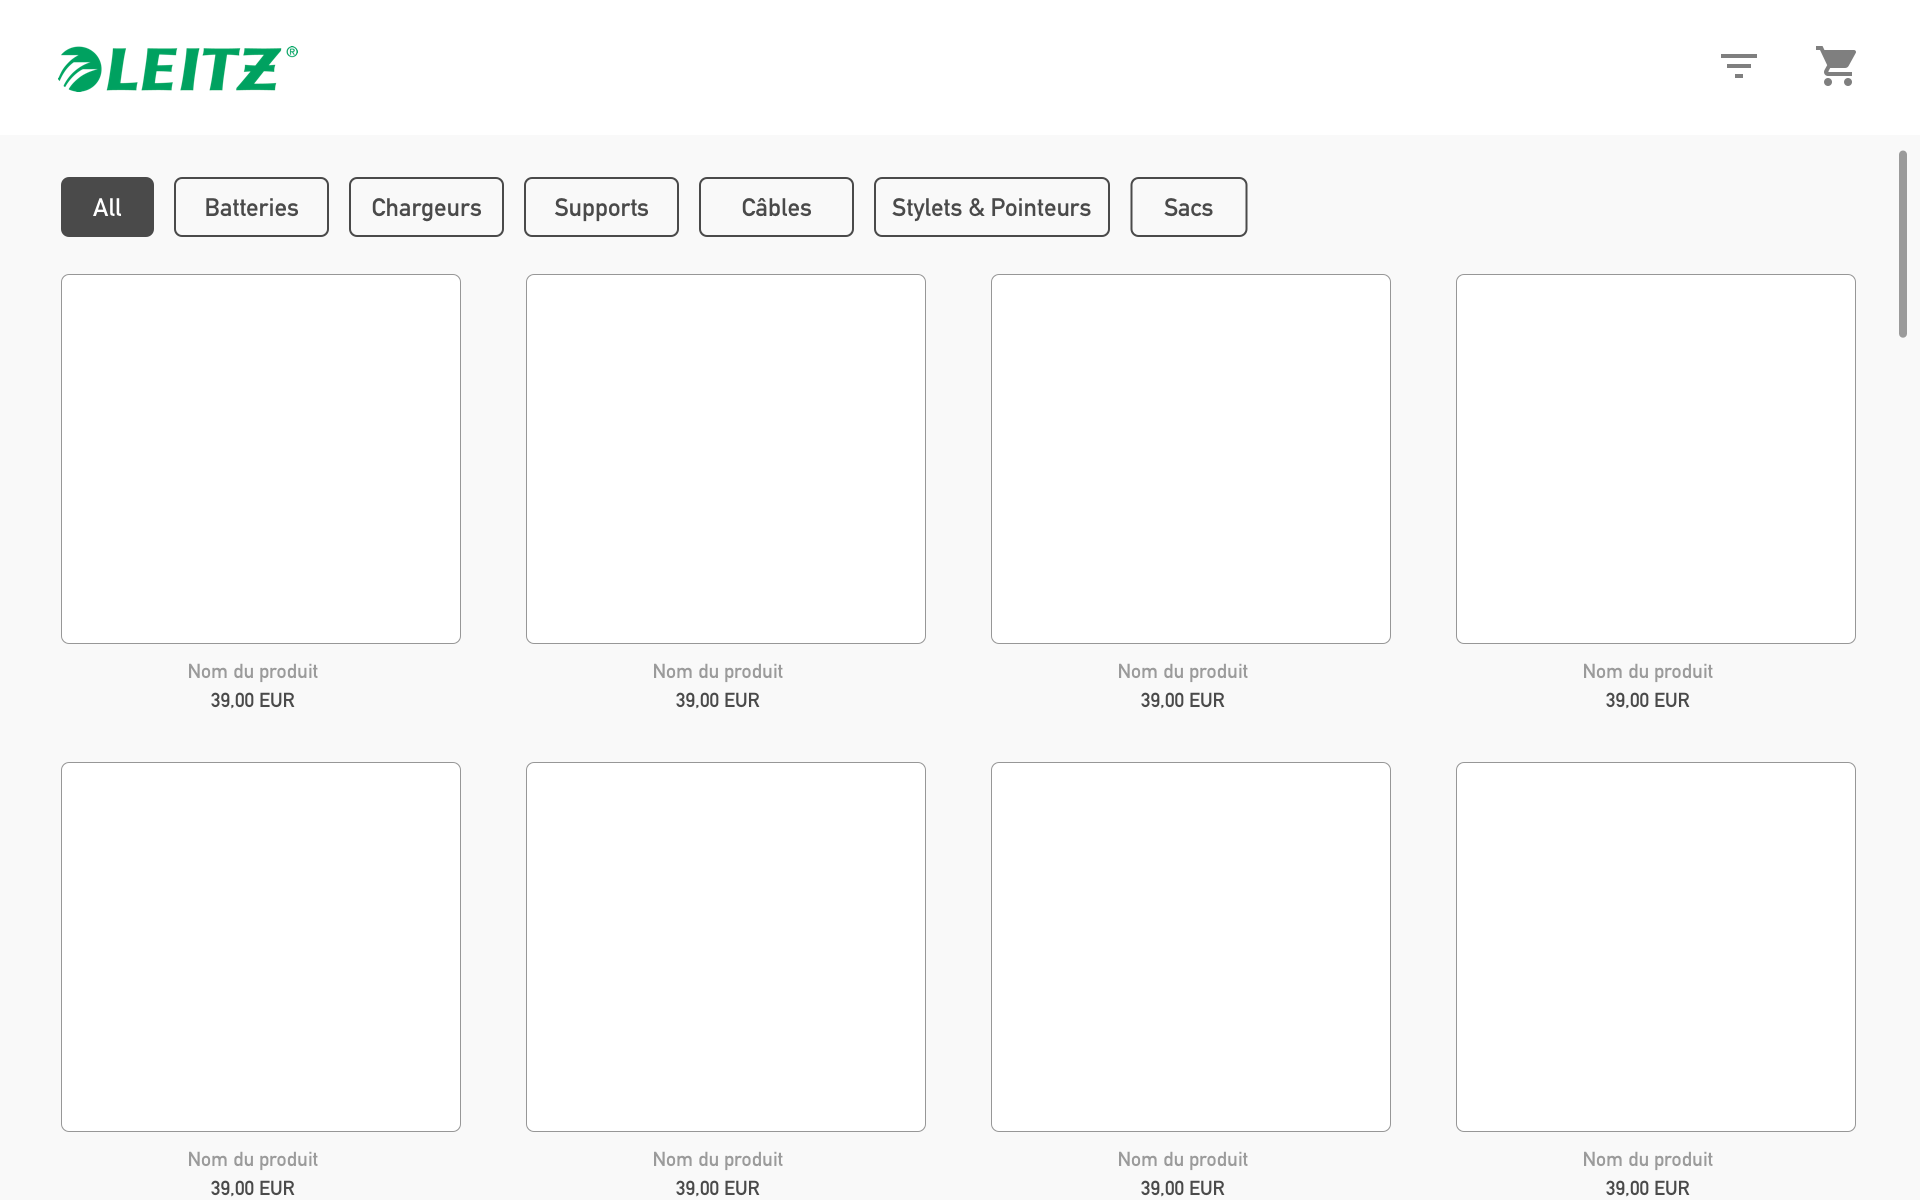 LEITZ®
All
Batteries
Chargeurs
Supports
Câbles
Stylets & Pointeurs
Sacs
Nom du produit
39,00 EUR
Nom du produit
39,00 EUR
Nom du produit
39,00 EUR
Nom du produit
39,00 EUR
Nom du produit
39,00 EUR
Nom du produit
39,00 EUR
Nom du produit
39,00 EUR
Nom du produit
39,00 EUR